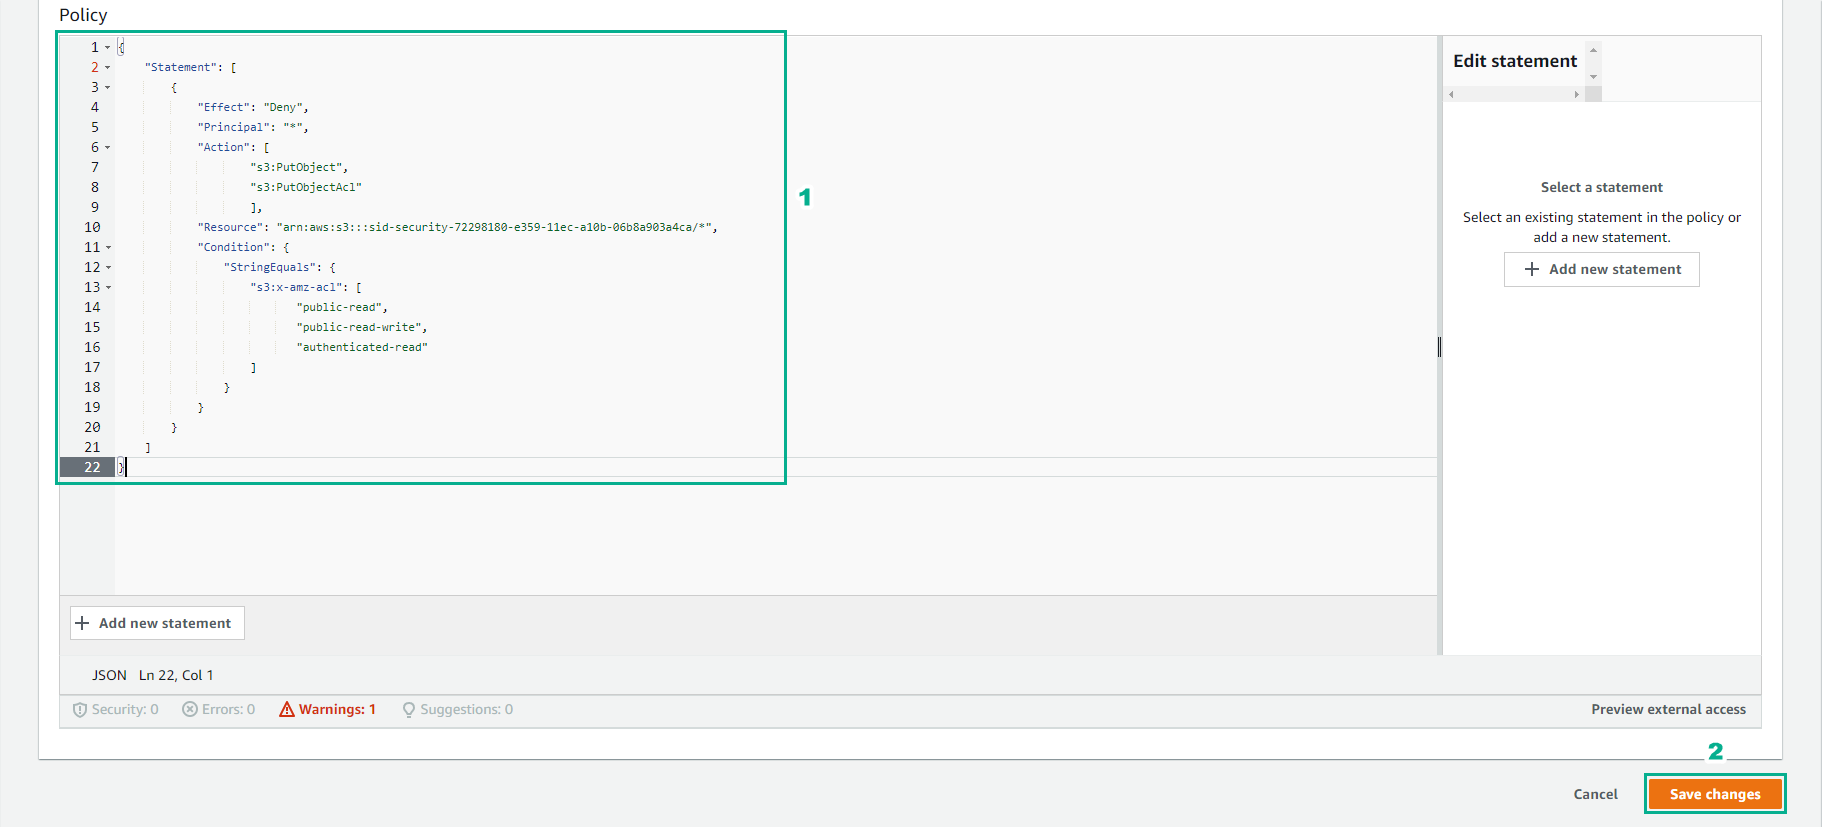 Policy
1 {
2 "Statement": [
3 {
4 "Effect": "Deny",
5 "Principal": "*",
6 "Action": [
7 "s3:PutObject",
8 "s3:PutObjectAcl"
9 ],
10 "Resource": "arn:aws:s3:::sid-security-72298180-e359-11ec-a10b-06b8a903a4ca/*",
11 "Condition": {
12 "StringEquals": {
13 "s3:x-amz-acl": [
14 "public-read",
15 "public-read-write",
16 "authenticated-read"
17 ]
18 }
19 }
20 }
21 ]
22 }
1
Edit statement
Select a statement
Select an existing statement in the policy or
add a new statement.
+ Add new statement
+ Add new statement
JSON Ln 22, Col 1
Security: 0 Errors: 0 Warnings: 1 Suggestions: 0
Preview external access
2
Cancel Save changes